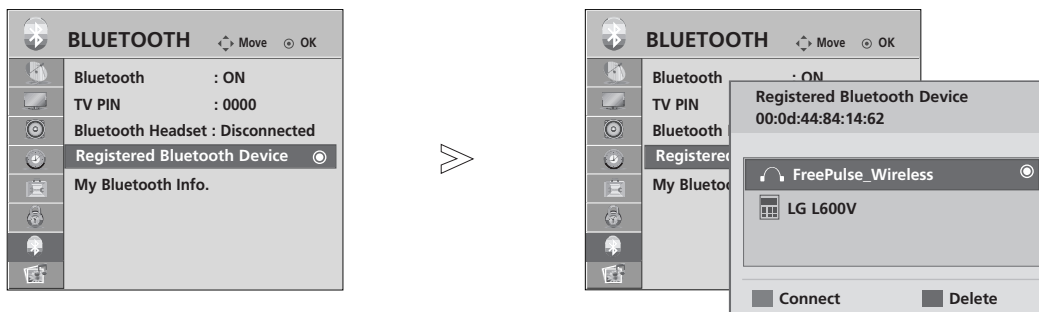 BLUETOOTH Move OK
Bluetooth : ON
TV PIN : 0000
Bluetooth Headset : Disconnected
Registered Bluetooth Device
My Bluetooth Info.
BLUETOOTH Move OK
Bluetooth : ON
TV PIN
Bluetooth
Registered
My Bluetoo
Registered Bluetooth Device
00:0d:44:84:14:62
FreePulse_Wireless
LG L600V
Connect Delete